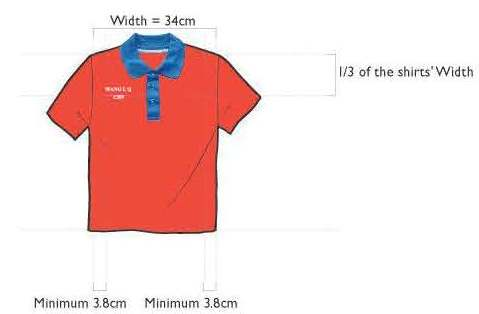 Width = 34cm
1/3 of the shirts' Width
Minimum 3.8cm
Minimum 3.8cm